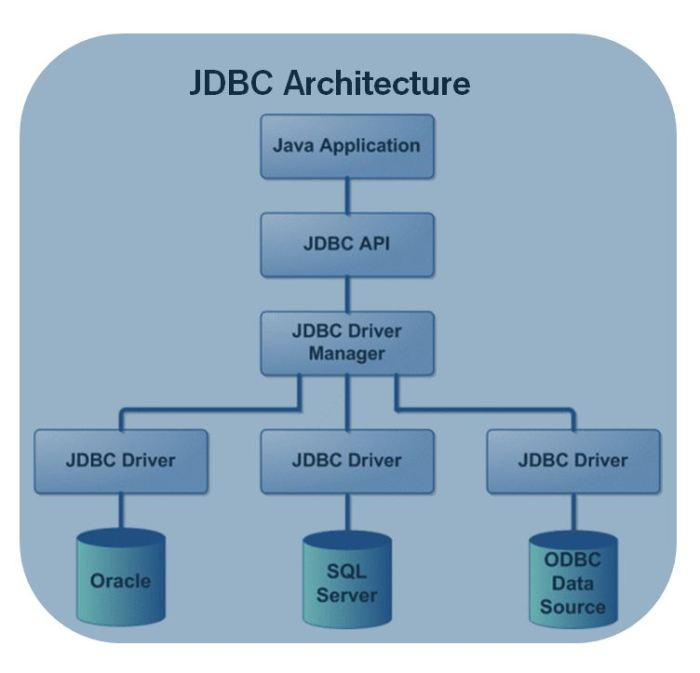 JDBC Architecture
Java Application
JDBC API
JDBC Driver
Manager
JDBC Driver
JDBC Driver
JDBC Driver
Oracle
SQL
Server
ODBC
Data
Source